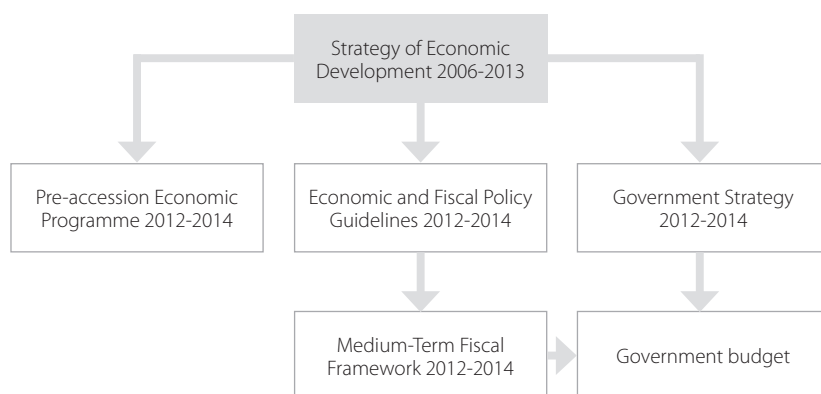 Strategy of Economic
Development 2006-2013
Pre-accession Economic
Programme 2012-2014
Economic and Fiscal Policy
Guidelines 2012-2014
Government Strategy
2012-2014
Medium-Term Fiscal
Framework 2012-2014
Government budget